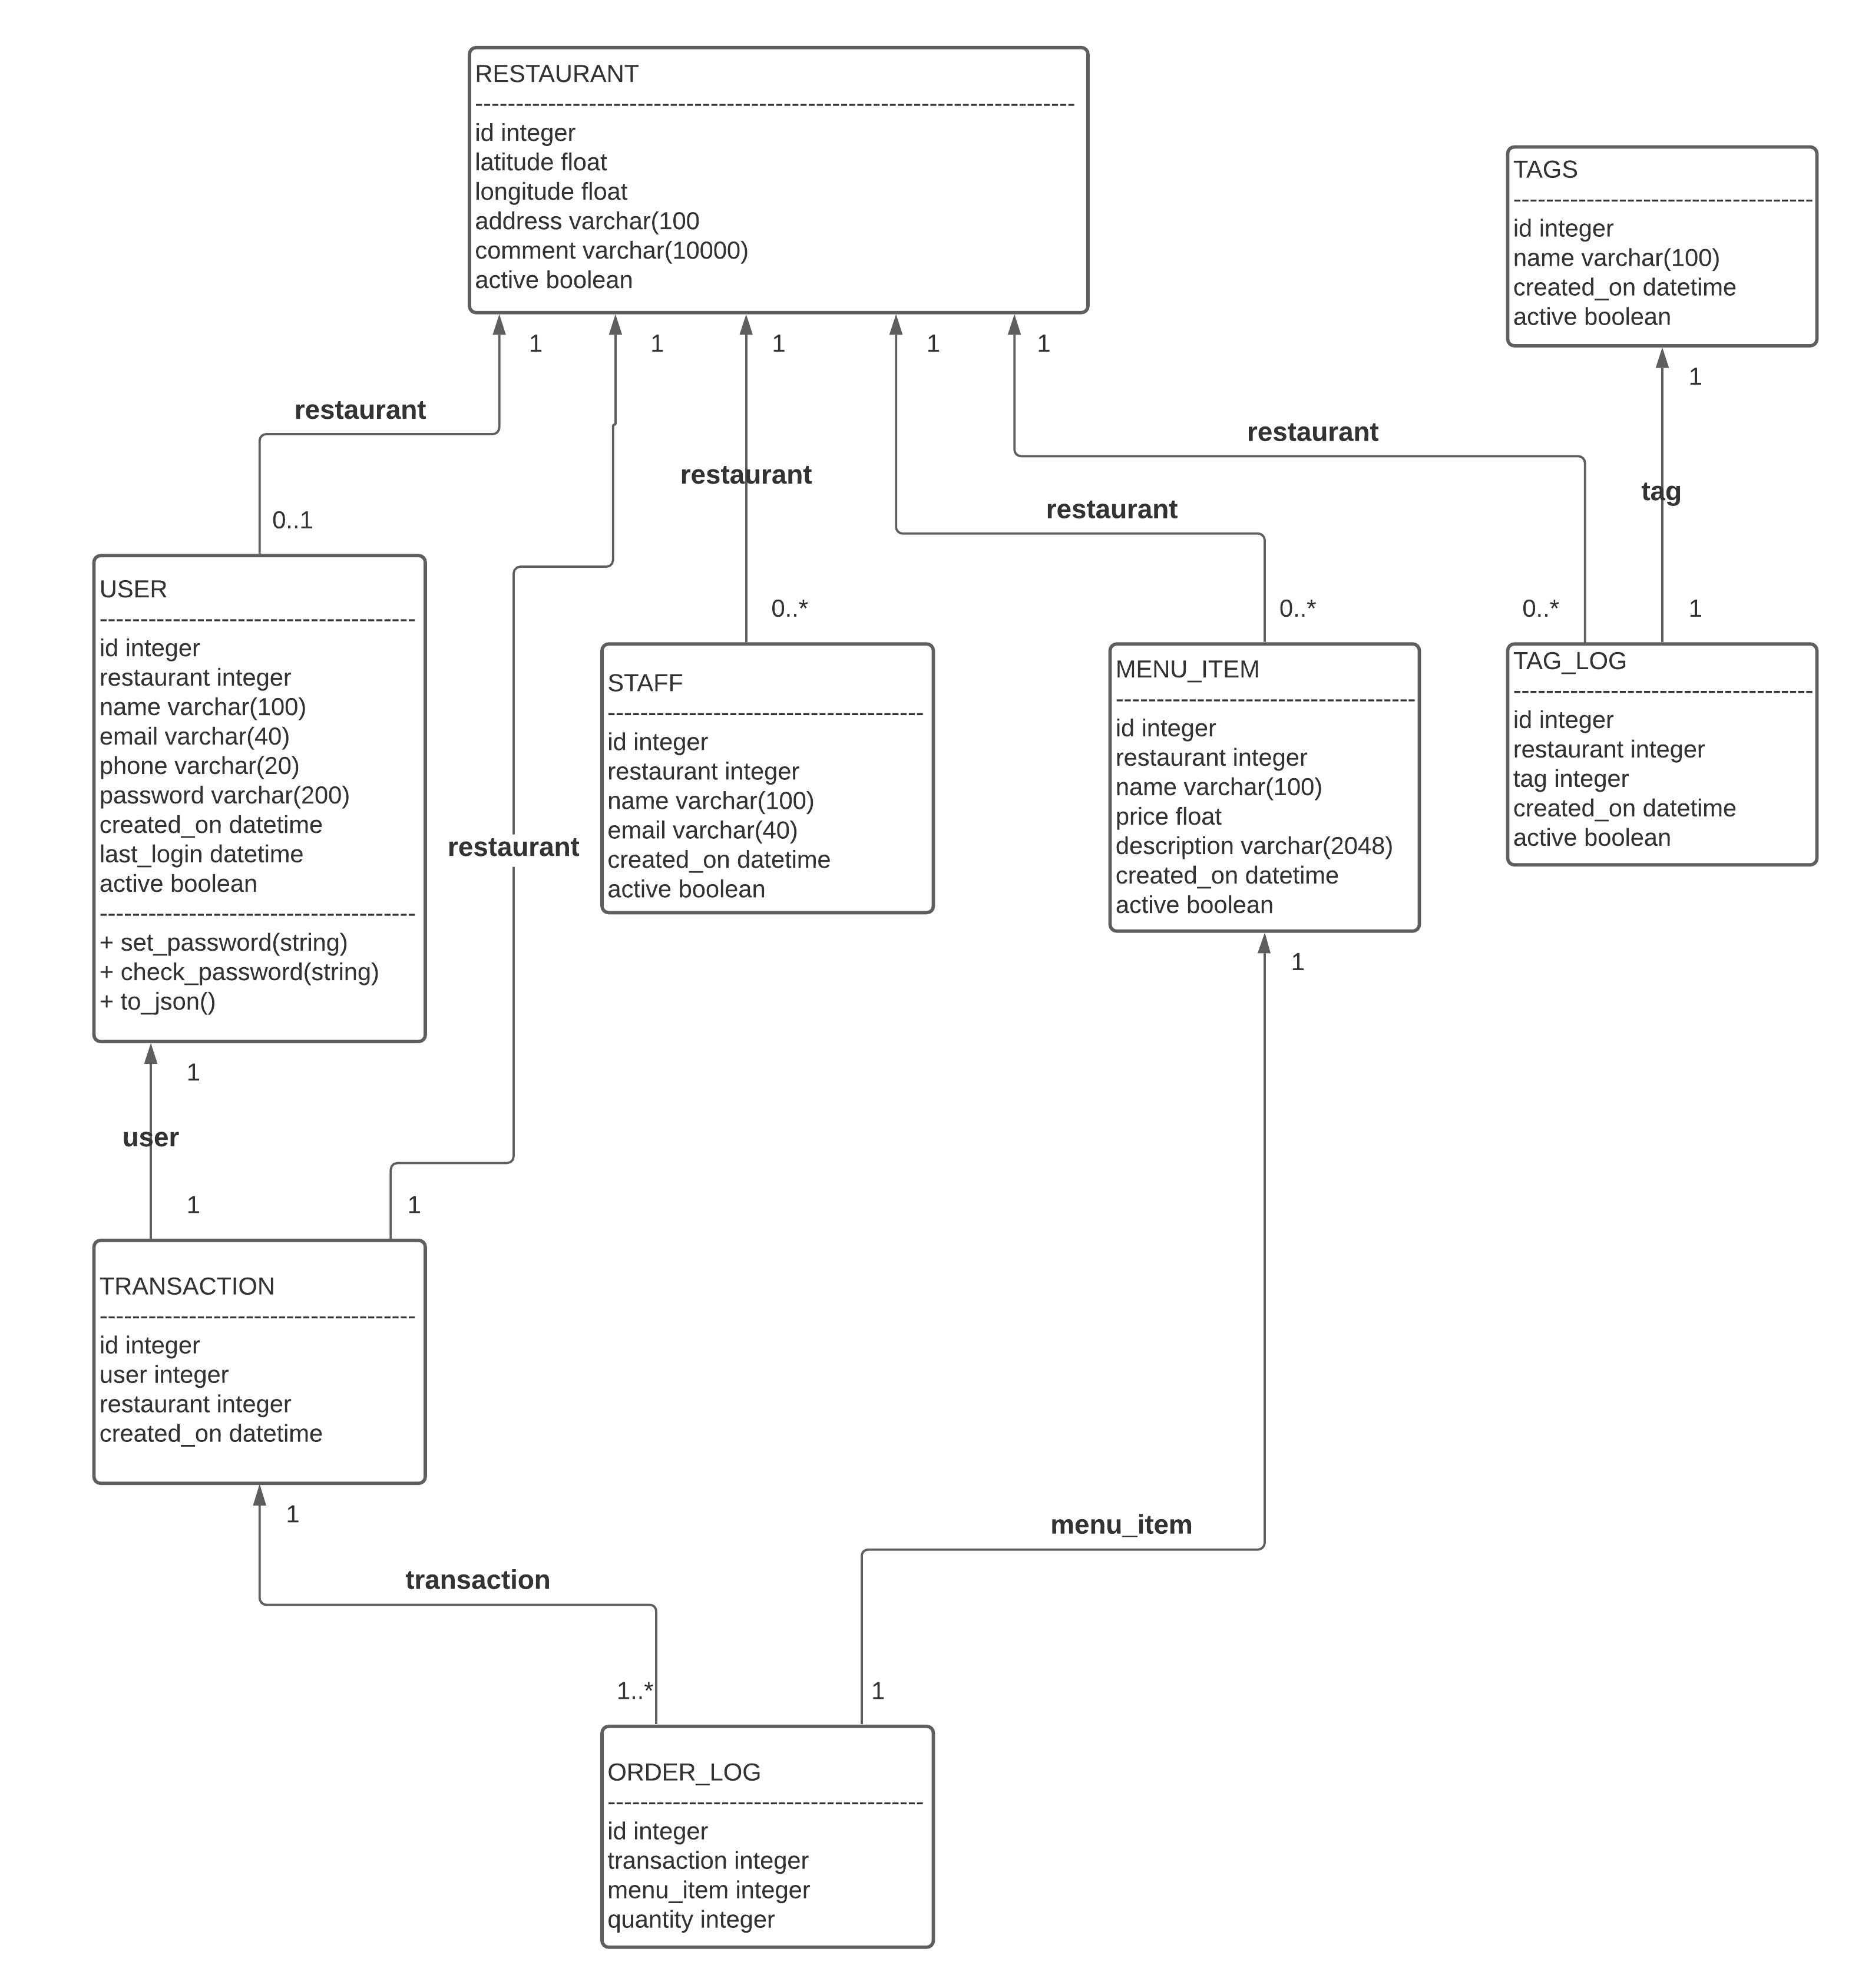 RESTAURANT
id integer
latitude float
longitude float
address varchar(100
comment varchar(10000)
active boolean
TAGS
id integer
name varchar(100)
created_on datetime
active boolean
1
1
1
1
1
1
restaurant
restaurant
restaurant
restaurant
tag
0..1
0..*
0..*
0..*
1
USER
id integer
restaurant integer
name varchar(100)
email varchar(40)
phone varchar(20)
password varchar(200)
created_on datetime
last_login datetime
active boolean
+ set_password(string)
+ check_password(string)
+ to_json()
restaurant
STAFF
id integer
restaurant integer
name varchar(100)
email varchar(40)
created_on datetime
active boolean
MENU_ITEM
id integer
restaurant integer
name varchar(100)
price float
description varchar(2048)
created_on datetime
active boolean
TAG_LOG
id integer
restaurant integer
tag integer
created_on datetime
active boolean
1
1
user
1
1
TRANSACTION
id integer
user integer
restaurant integer
created_on datetime
1
transaction
menu_item
1..*
1
ORDER_LOG
id integer
transaction integer
menu_item integer
quantity integer